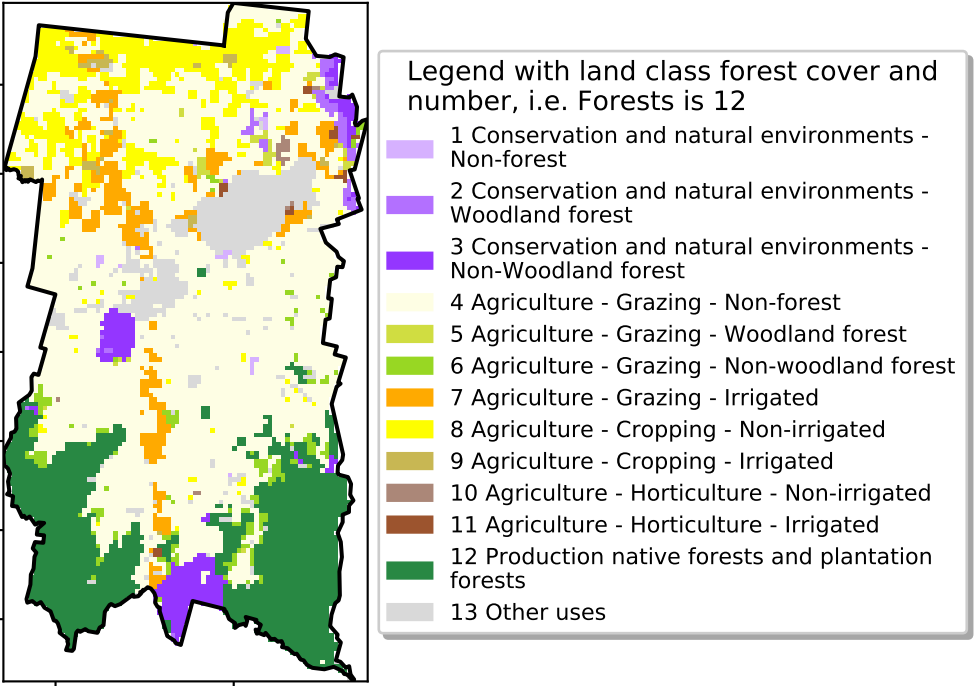 Legend with land class forest cover and
number, i.e. Forests is 12
1 Conservation and natural environments -
Non-forest
2 Conservation and natural environments -
Woodland forest
3 Conservation and natural environments -
Non-Woodland forest
4 Agriculture - Grazing - Non-forest
5 Agriculture - Grazing - Woodland forest
6 Agriculture - Grazing - Non-woodland forest
7 Agriculture - Grazing - Irrigated
8 Agriculture - Cropping - Non-irrigated
9 Agriculture - Cropping - Irrigated
10 Agriculture - Horticulture - Non-irrigated
11 Agriculture - Horticulture - Irrigated
12 Production native forests and plantation
forests
13 Other uses